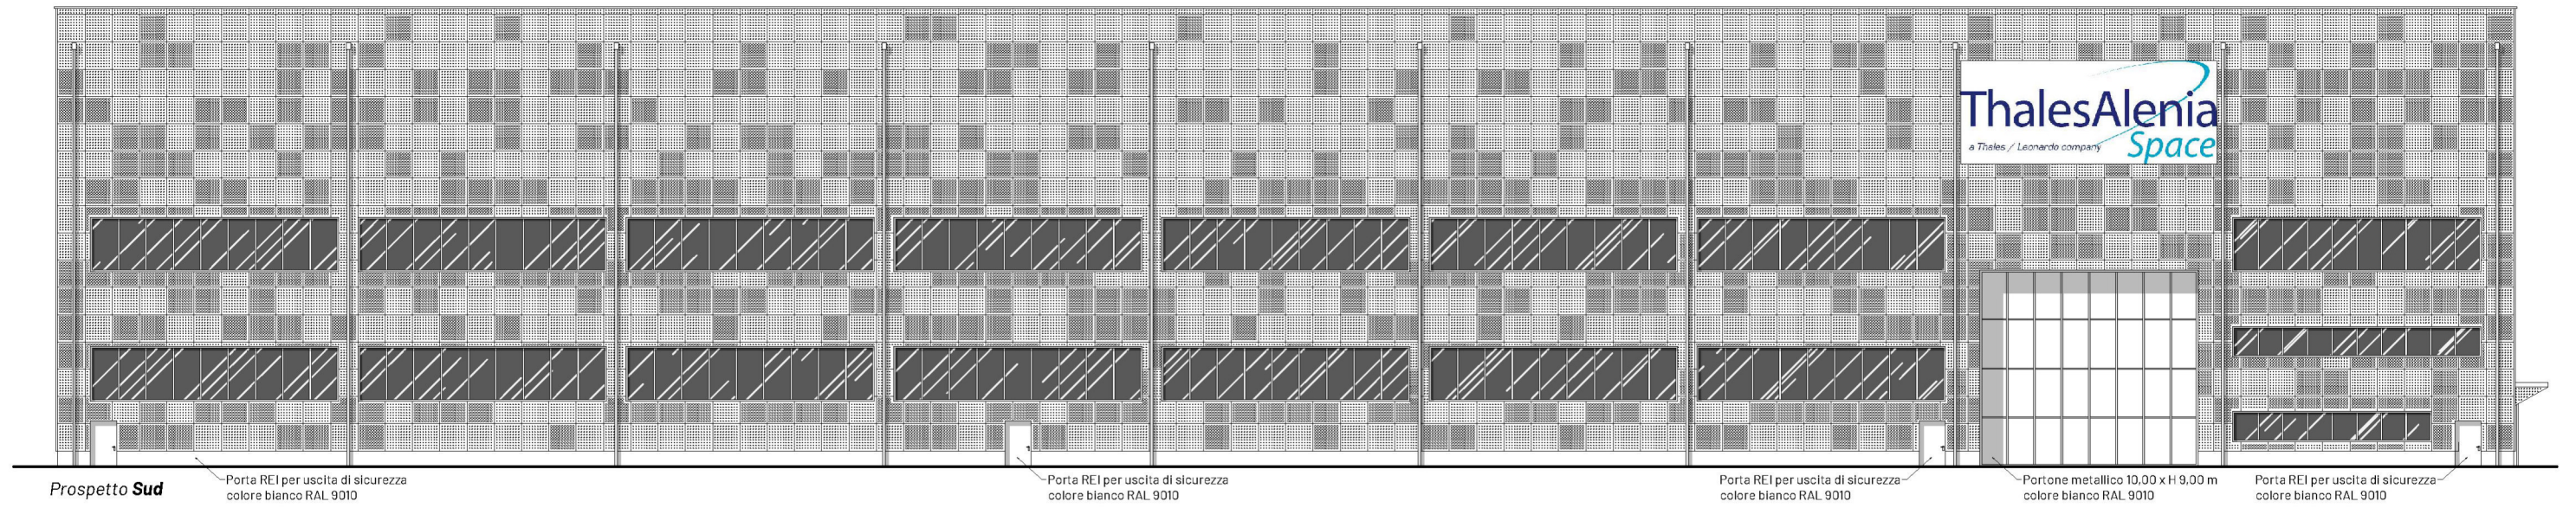 ThalesAlenia
a Thales / Leonardo company Space
Prospetto Sud
Porta REI per uscita di sicurezza
colore bianco RAL 9010
Porta REI per uscita di sicurezza
colore bianco RAL 9010
Porta REI per uscita di sicurezza
colore bianco RAL 9010
Portone metallico 10,00 x H 9,00 m
colore bianco RAL 9010
Porta REI per uscita di sicurezza
colore bianco RAL 9010